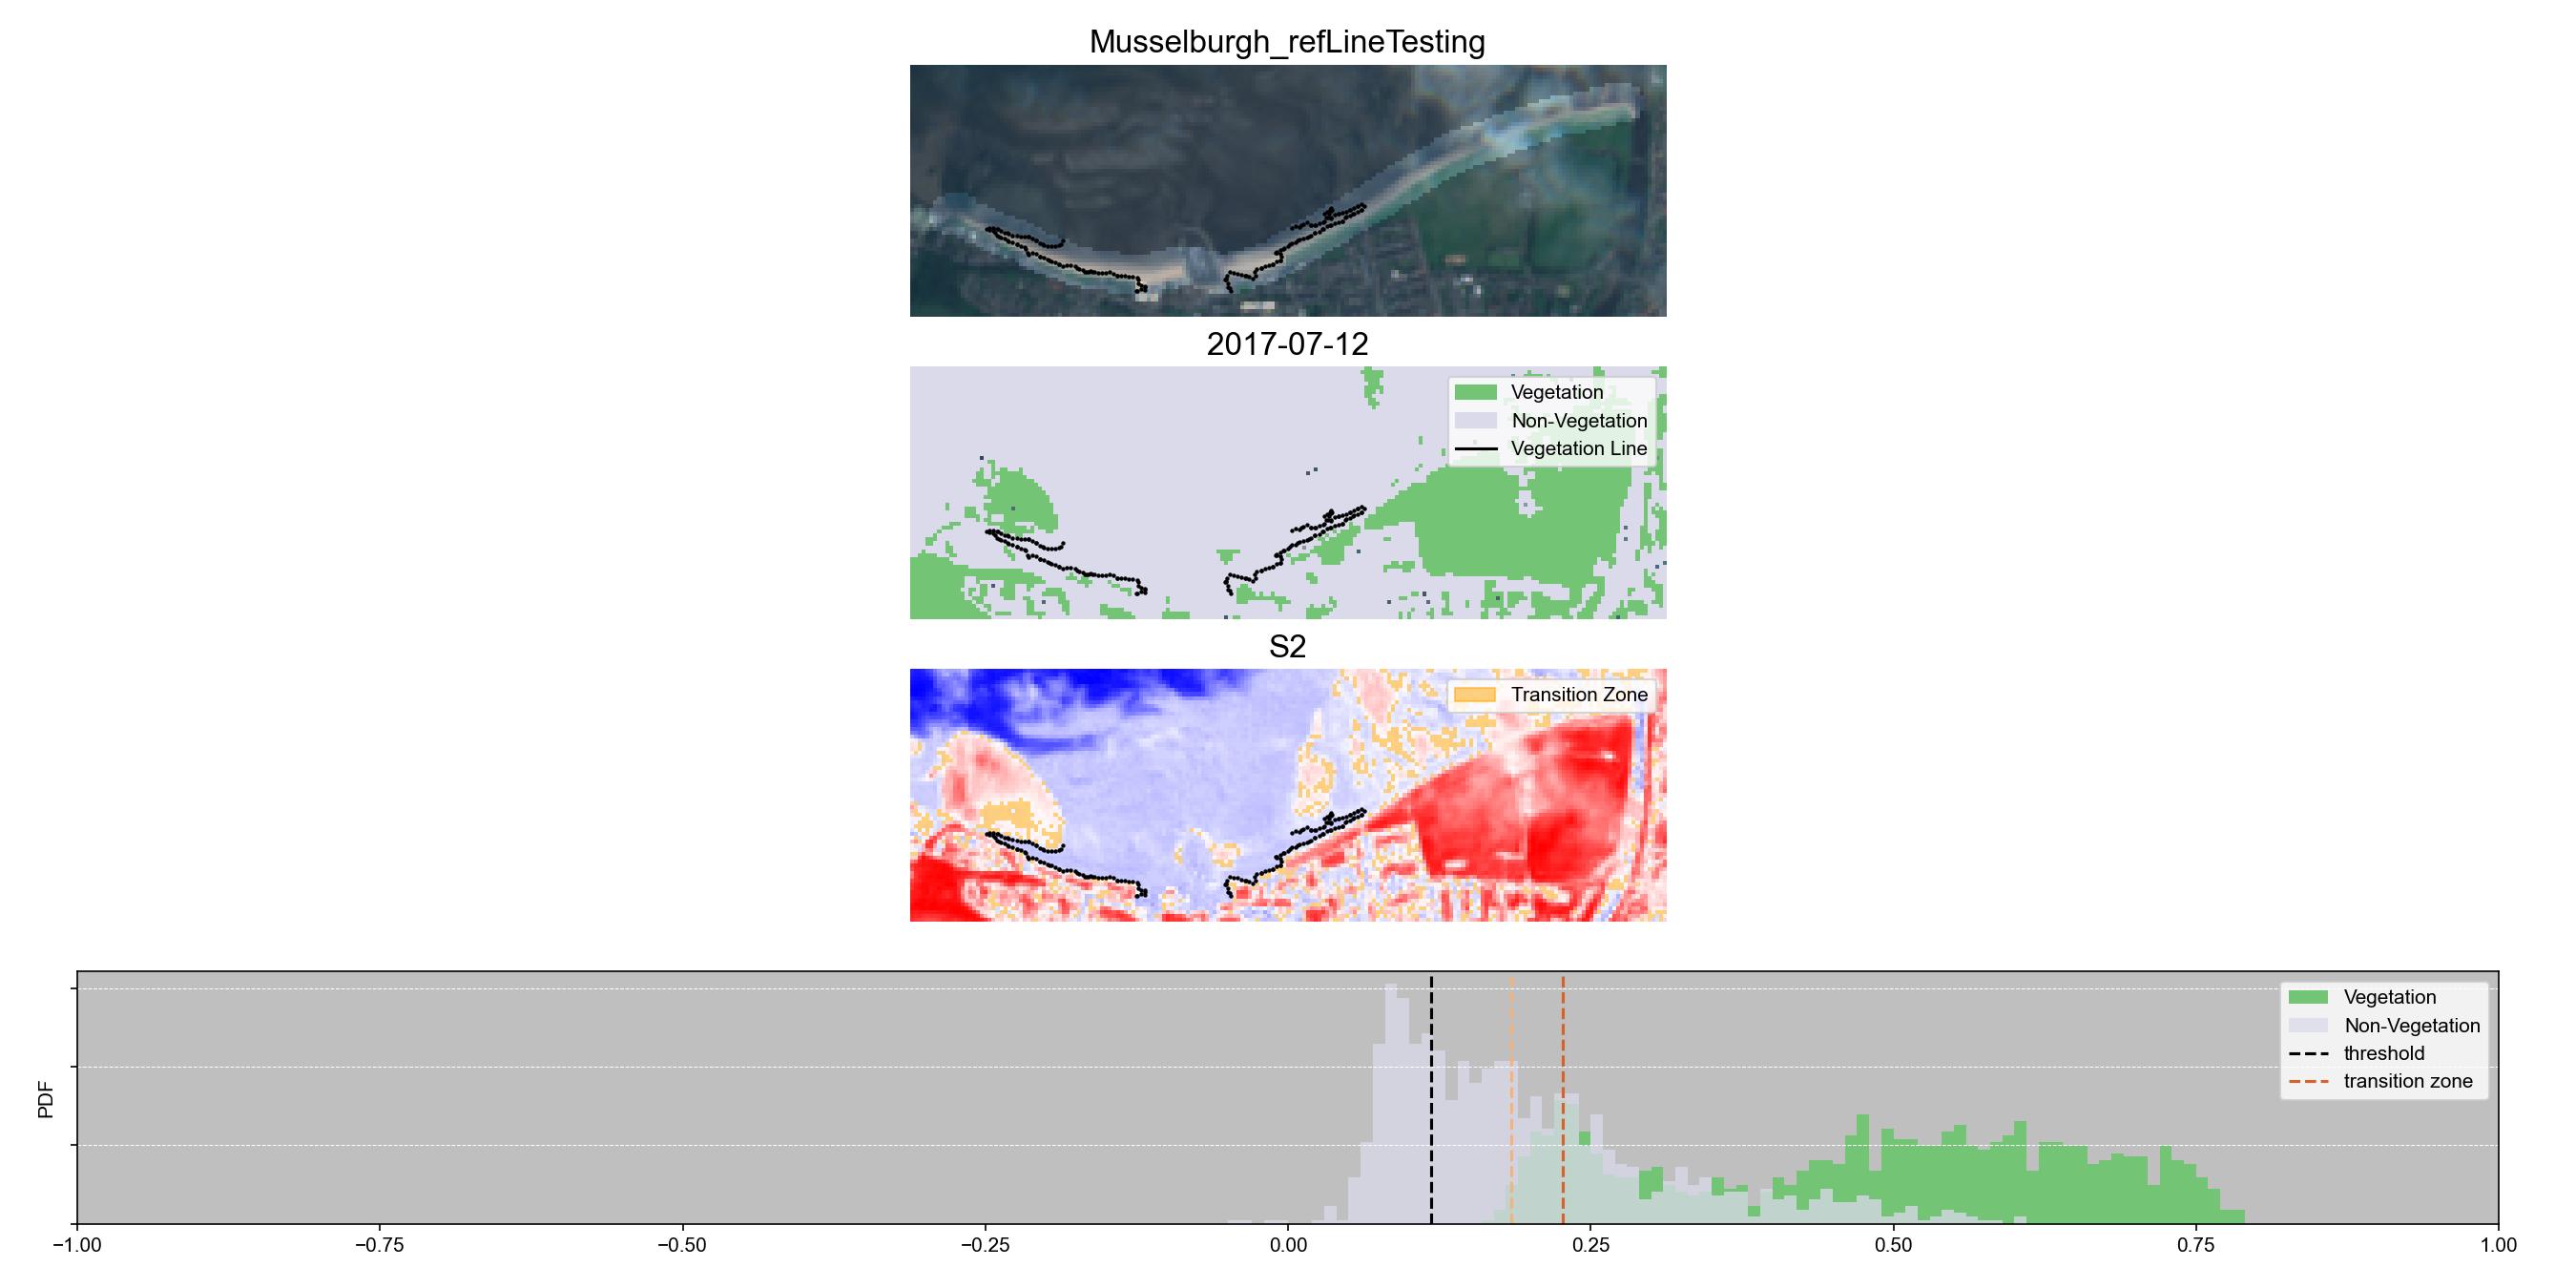 Musselburgh_refLineTesting
2017-07-12
Vegetation
Non-Vegetation
Vegetation Line
S2
Transition Zone
PDF
Vegetation
Non-Vegetation
threshold
transition zone
−1.00 −0.75 −0.50 −0.25 0.00 0.25 0.50 0.75 1.00